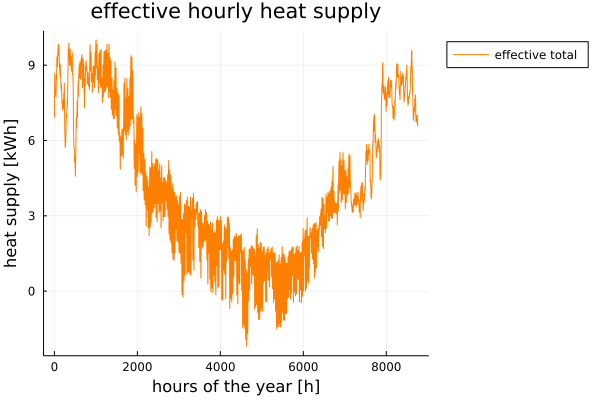 effective hourly heat supply
effective total
heat supply [kWh]
9
6
3
0
0 2000 4000 6000 8000
hours of the year [h]